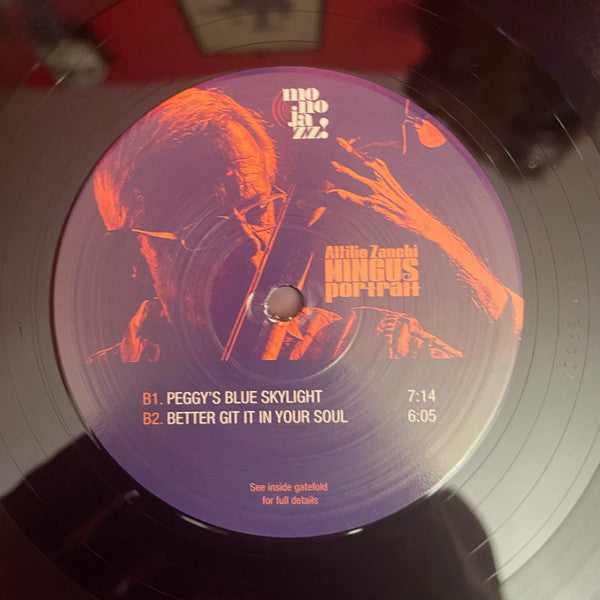 mo
no
ja
zz!
Attilio Zanchi
MINGUS
portrait
B1. PEGGY'S BLUE SKYLIGHT 7:14
B2. BETTER GIT IT IN YOUR SOUL 6:05
See inside gatefold
for full details